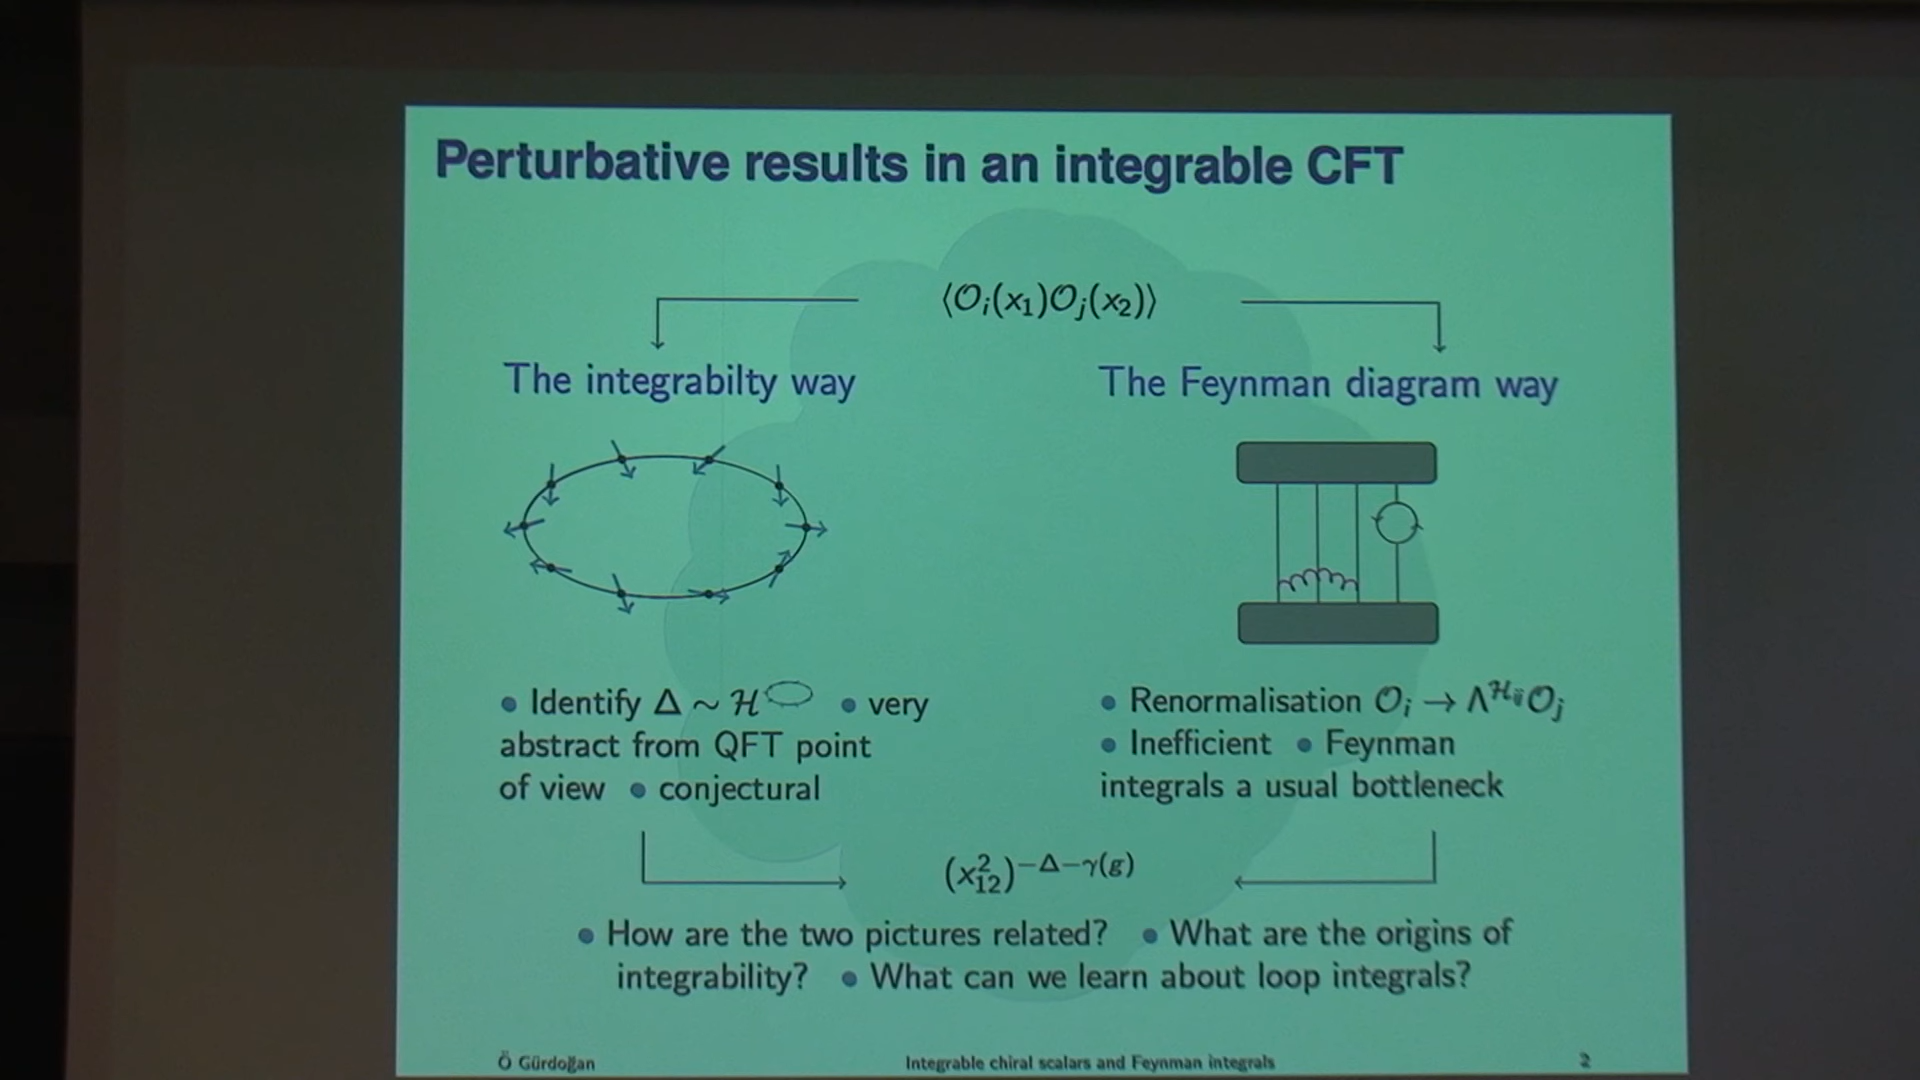 Perturbative results in an integrable CFT
⟨𝒪ᵢ(x₁)𝒪ⱼ(x₂)⟩
The integrabilty way
The Feynman diagram way
• Identify Δ ∼ ℋ • very
abstract from QFT point
of view • conjectural
• Renormalisation 𝒪ᵢ → Λ^ℋᵢⱼ 𝒪ⱼ
• Inefficient • Feynman
integrals a usual bottleneck
(x₁₂²)^−Δ−γ(g)
• How are the two pictures related? • What are the origins of
integrability? • What can we learn about loop integrals?
Ö Gürdoğan
Integrable chiral scalars and Feynman integrals
2